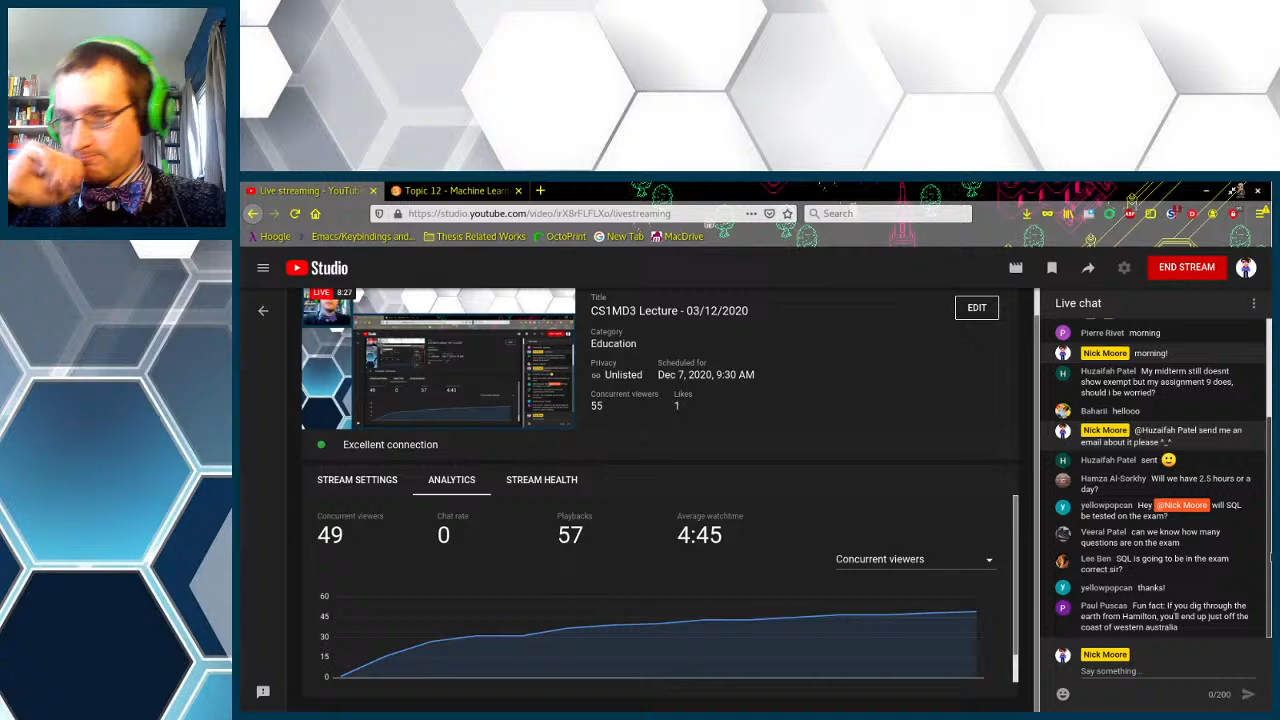 Live streaming - YouTube
Topic 12 - Machine Learn
https://studio.youtube.com/video/irX8rFLFLXo/livestreaming
Search
Hoogle
Emacs/Keybindings and...
Thesis Related Works
OctoPrint
New Tab
MacDrive
Studio
END STREAM
LIVE 8:27
Title
CS1MD3 Lecture - 03/12/2020
EDIT
Category
Education
Privacy
Scheduled for
Unlisted
Dec 7, 2020, 9:30 AM
Concurrent viewers
Likes
55
1
Excellent connection
STREAM SETTINGS
ANALYTICS
STREAM HEALTH
Concurrent viewers
Chat rate
Playbacks
Average watchtime
49
0
57
4:45
Concurrent viewers
60
45
30
15
0
Live chat
Pierre Rivet morning
Nick Moore morning!
Huzaifah Patel My midterm still doesnt
show exempt but my assignment 9 does,
should i be worried?
Baharii hellooo
Nick Moore @Huzaifah Patel send me an
email about it please ^_^
Huzaifah Patel sent
Hamza Al-Sorkhy Will we have 2.5 hours or a
day?
yellowpopcan Hey @Nick Moore will SQL
be tested on the exam?
Veeral Patel can we know how many
questions are on the exam
Lee Ben SQL is going to be in the exam
correct sir?
yellowpopcan thanks!
Paul Puscas Fun fact: If you dig through the
earth from Hamilton, you'll end up just off the
coast of western australia
Nick Moore
Say something...
0/200